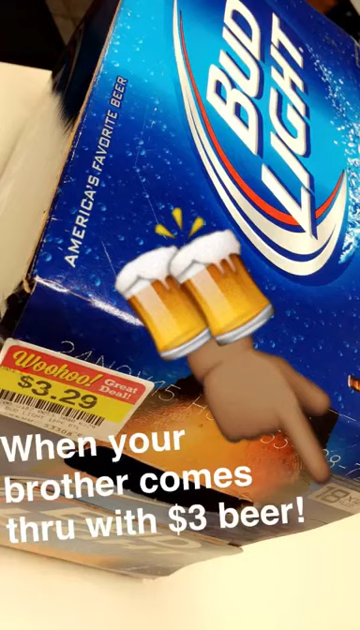 BUD
LIGHT
AMERICA'S FAVORITE BEER
Woohoo! Great
Deal!
$3.29
When your
brother comes
thru with $3 beer!